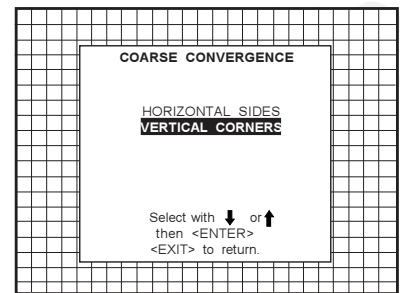 COARSE CONVERGENCE
HORIZONTAL SIDES
VERTICAL CORNERS
Select with ⬇ or ⬆
then <ENTER>
<EXIT> to return.